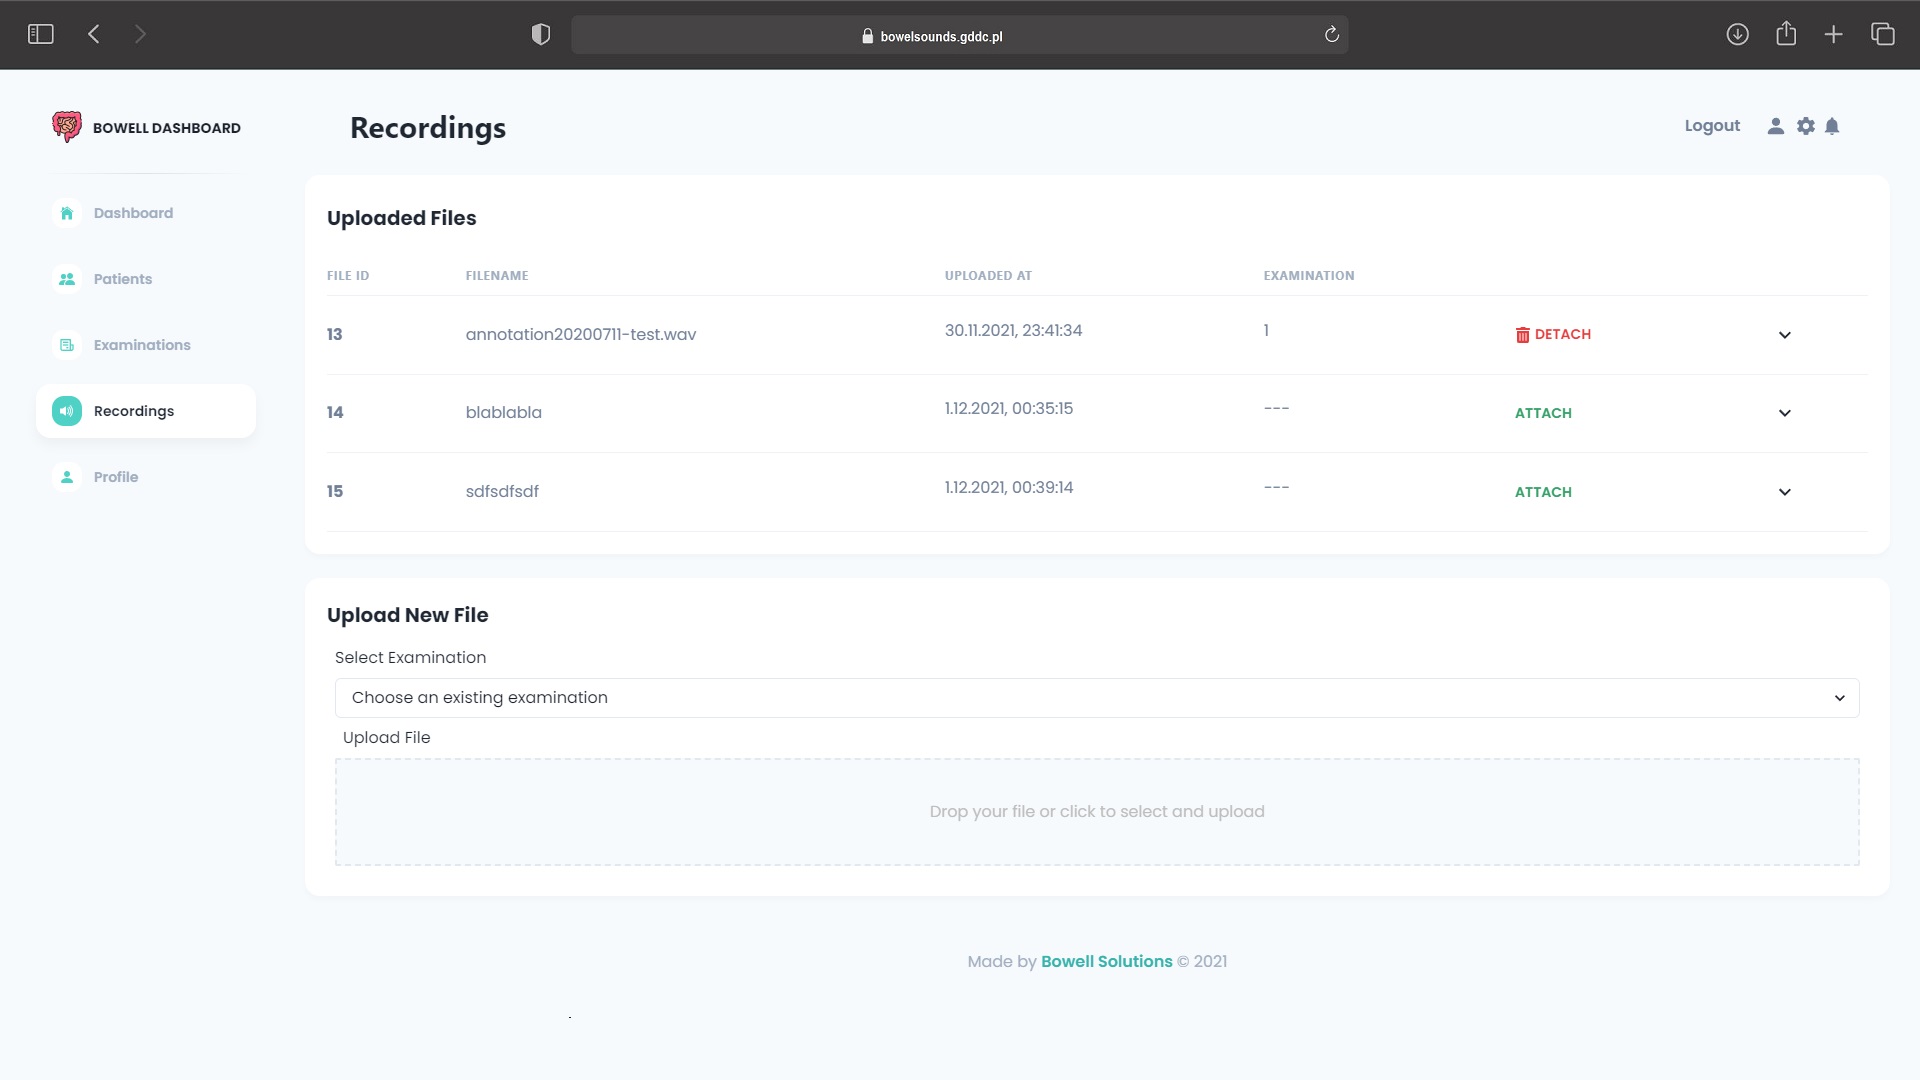 bowelsounds.gddc.pl
BOWELL DASHBOARD
Recordings
Logout
Dashboard
Patients
Examinations
Recordings
Profile
Uploaded Files
FILE ID FILENAME UPLOADED AT EXAMINATION
13 annotation20200711-test.wav 30.11.2021, 23:41:34 1 DETACH
14 blablabla 1.12.2021, 00:35:15 --- ATTACH
15 sdfsdfsdf 1.12.2021, 00:39:14 --- ATTACH
Upload New File
Select Examination
Choose an existing examination
Upload File
Drop your file or click to select and upload
Made by Bowell Solutions © 2021